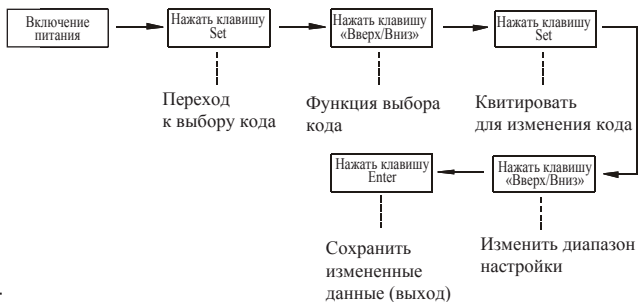 Включение
питания
Нажать клавишу
Set
Нажать клавишу
«Вверх/Вниз»
Нажать клавишу
Set
Переход
к выбору кода
Функция выбора
кода
Квитировать
для изменения кода
Нажать клавишу
Enter
Нажать клавишу
«Вверх/Вниз»
Сохранить
измененные
данные (выход)
Изменить диапазон
настройки
.